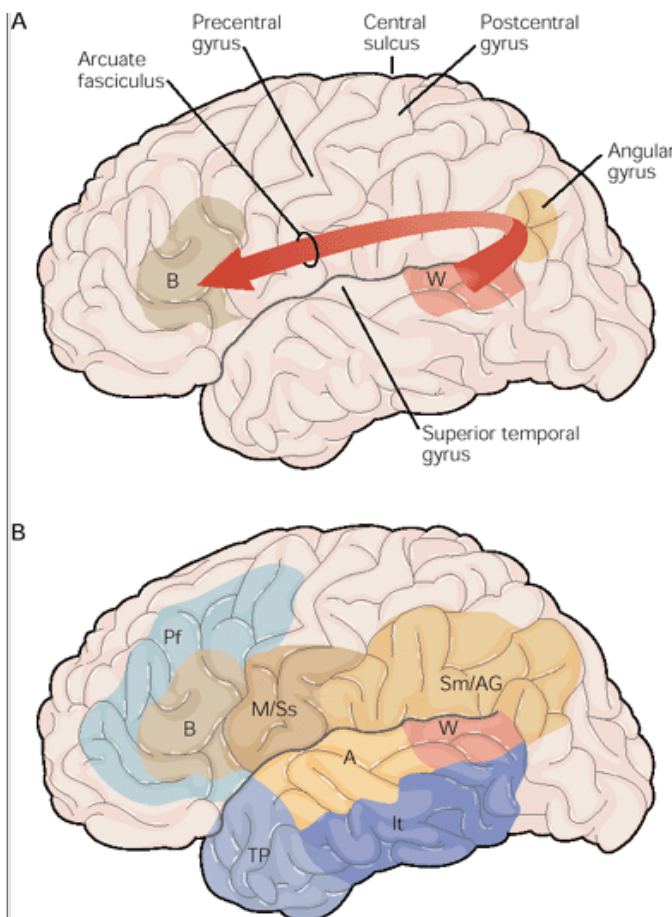 A
Precentral
gyrus
Central
sulcus
Postcentral
gyrus
Arcuate
fasciculus
Angular
gyrus
B
W
Superior temporal
gyrus
B
Pf
Sm/AG
M/Ss
B
W
A
It
TP